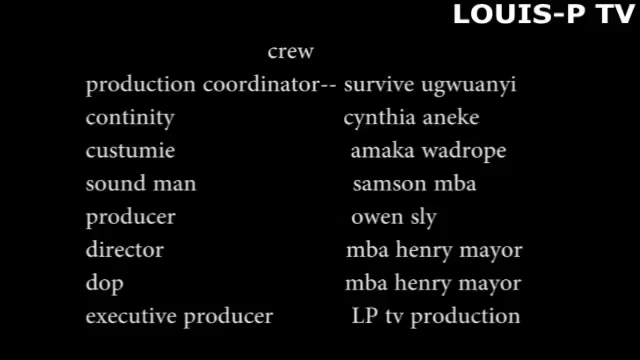 LOUIS-P TV
crew
production coordinator-- survive ugwuanyi
continity cynthia aneke
custumie amaka wadrope
sound man samson mba
producer owen sly
director mba henry mayor
dop mba henry mayor
executive producer LP tv production